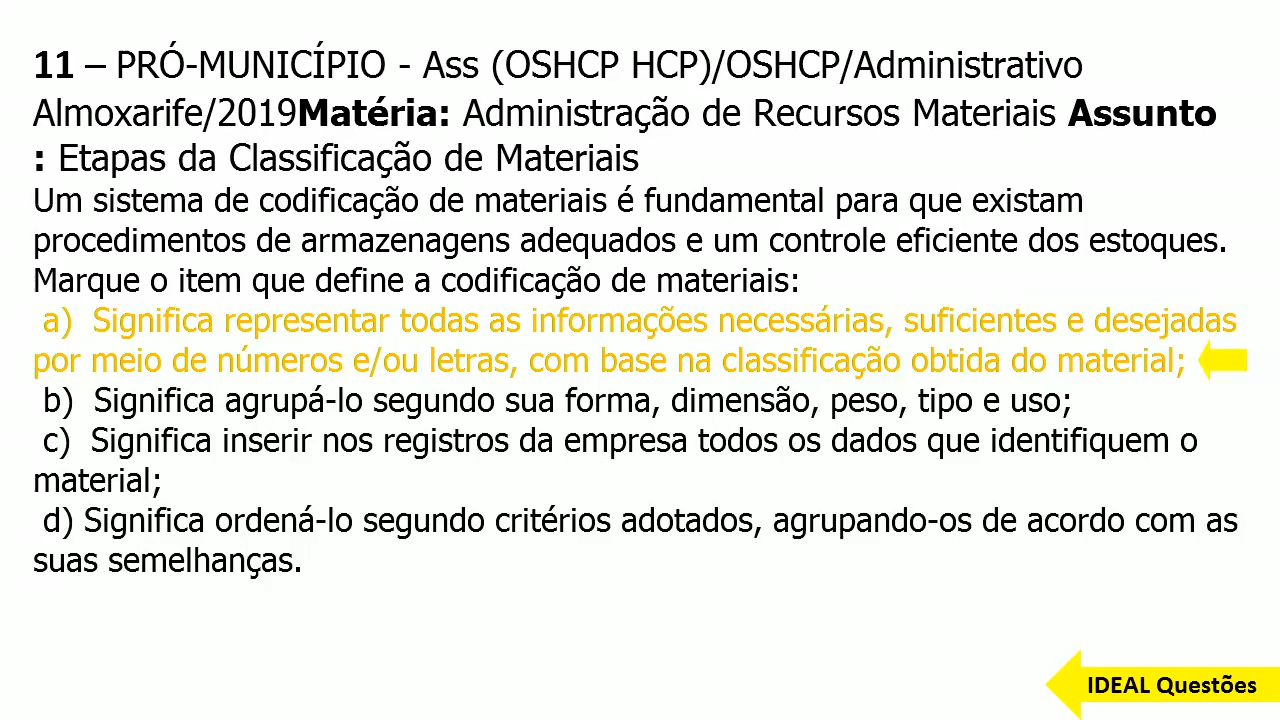 11 – PRÓ-MUNICÍPIO - Ass (OSHCP HCP)/OSHCP/Administrativo
Almoxarife/2019Matéria: Administração de Recursos Materiais Assunto
: Etapas da Classificação de Materiais
Um sistema de codificação de materiais é fundamental para que existam
procedimentos de armazenagens adequados e um controle eficiente dos estoques.
Marque o item que define a codificação de materiais:
a) Significa representar todas as informações necessárias, suficientes e desejadas
por meio de números e/ou letras, com base na classificação obtida do material;
b) Significa agrupá-lo segundo sua forma, dimensão, peso, tipo e uso;
c) Significa inserir nos registros da empresa todos os dados que identifiquem o
material;
d) Significa ordená-lo segundo critérios adotados, agrupando-os de acordo com as
suas semelhanças.
IDEAL Questões